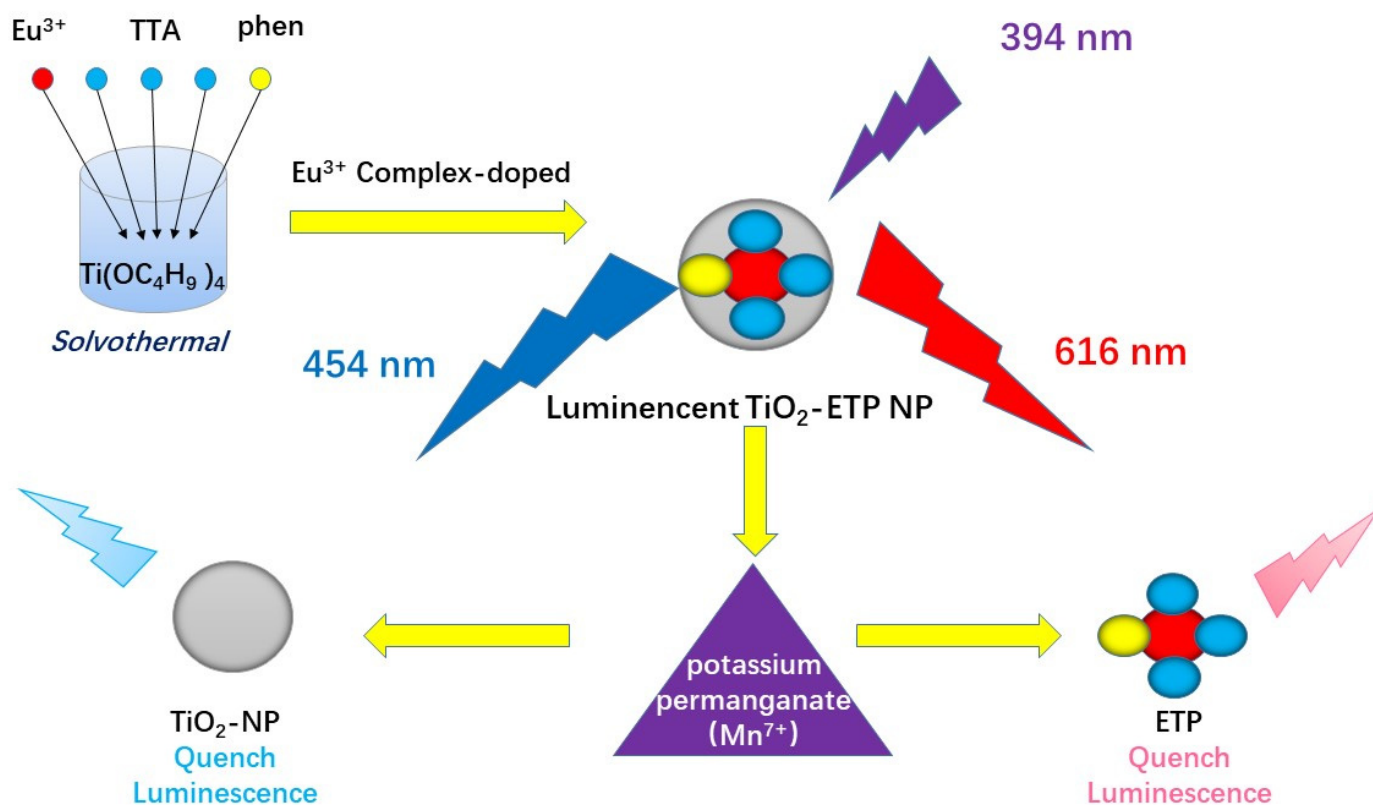 Eu³⁺ TTA phen
394 nm
Eu³⁺ Complex-doped
Ti(OC₄H₉ )₄
Solvothermal
454 nm
616 nm
Luminencent TiO₂-ETP NP
potassium
permanganate
(Mn⁷⁺)
TiO₂-NP
Quench
Luminescence
ETP
Quench
Luminescence